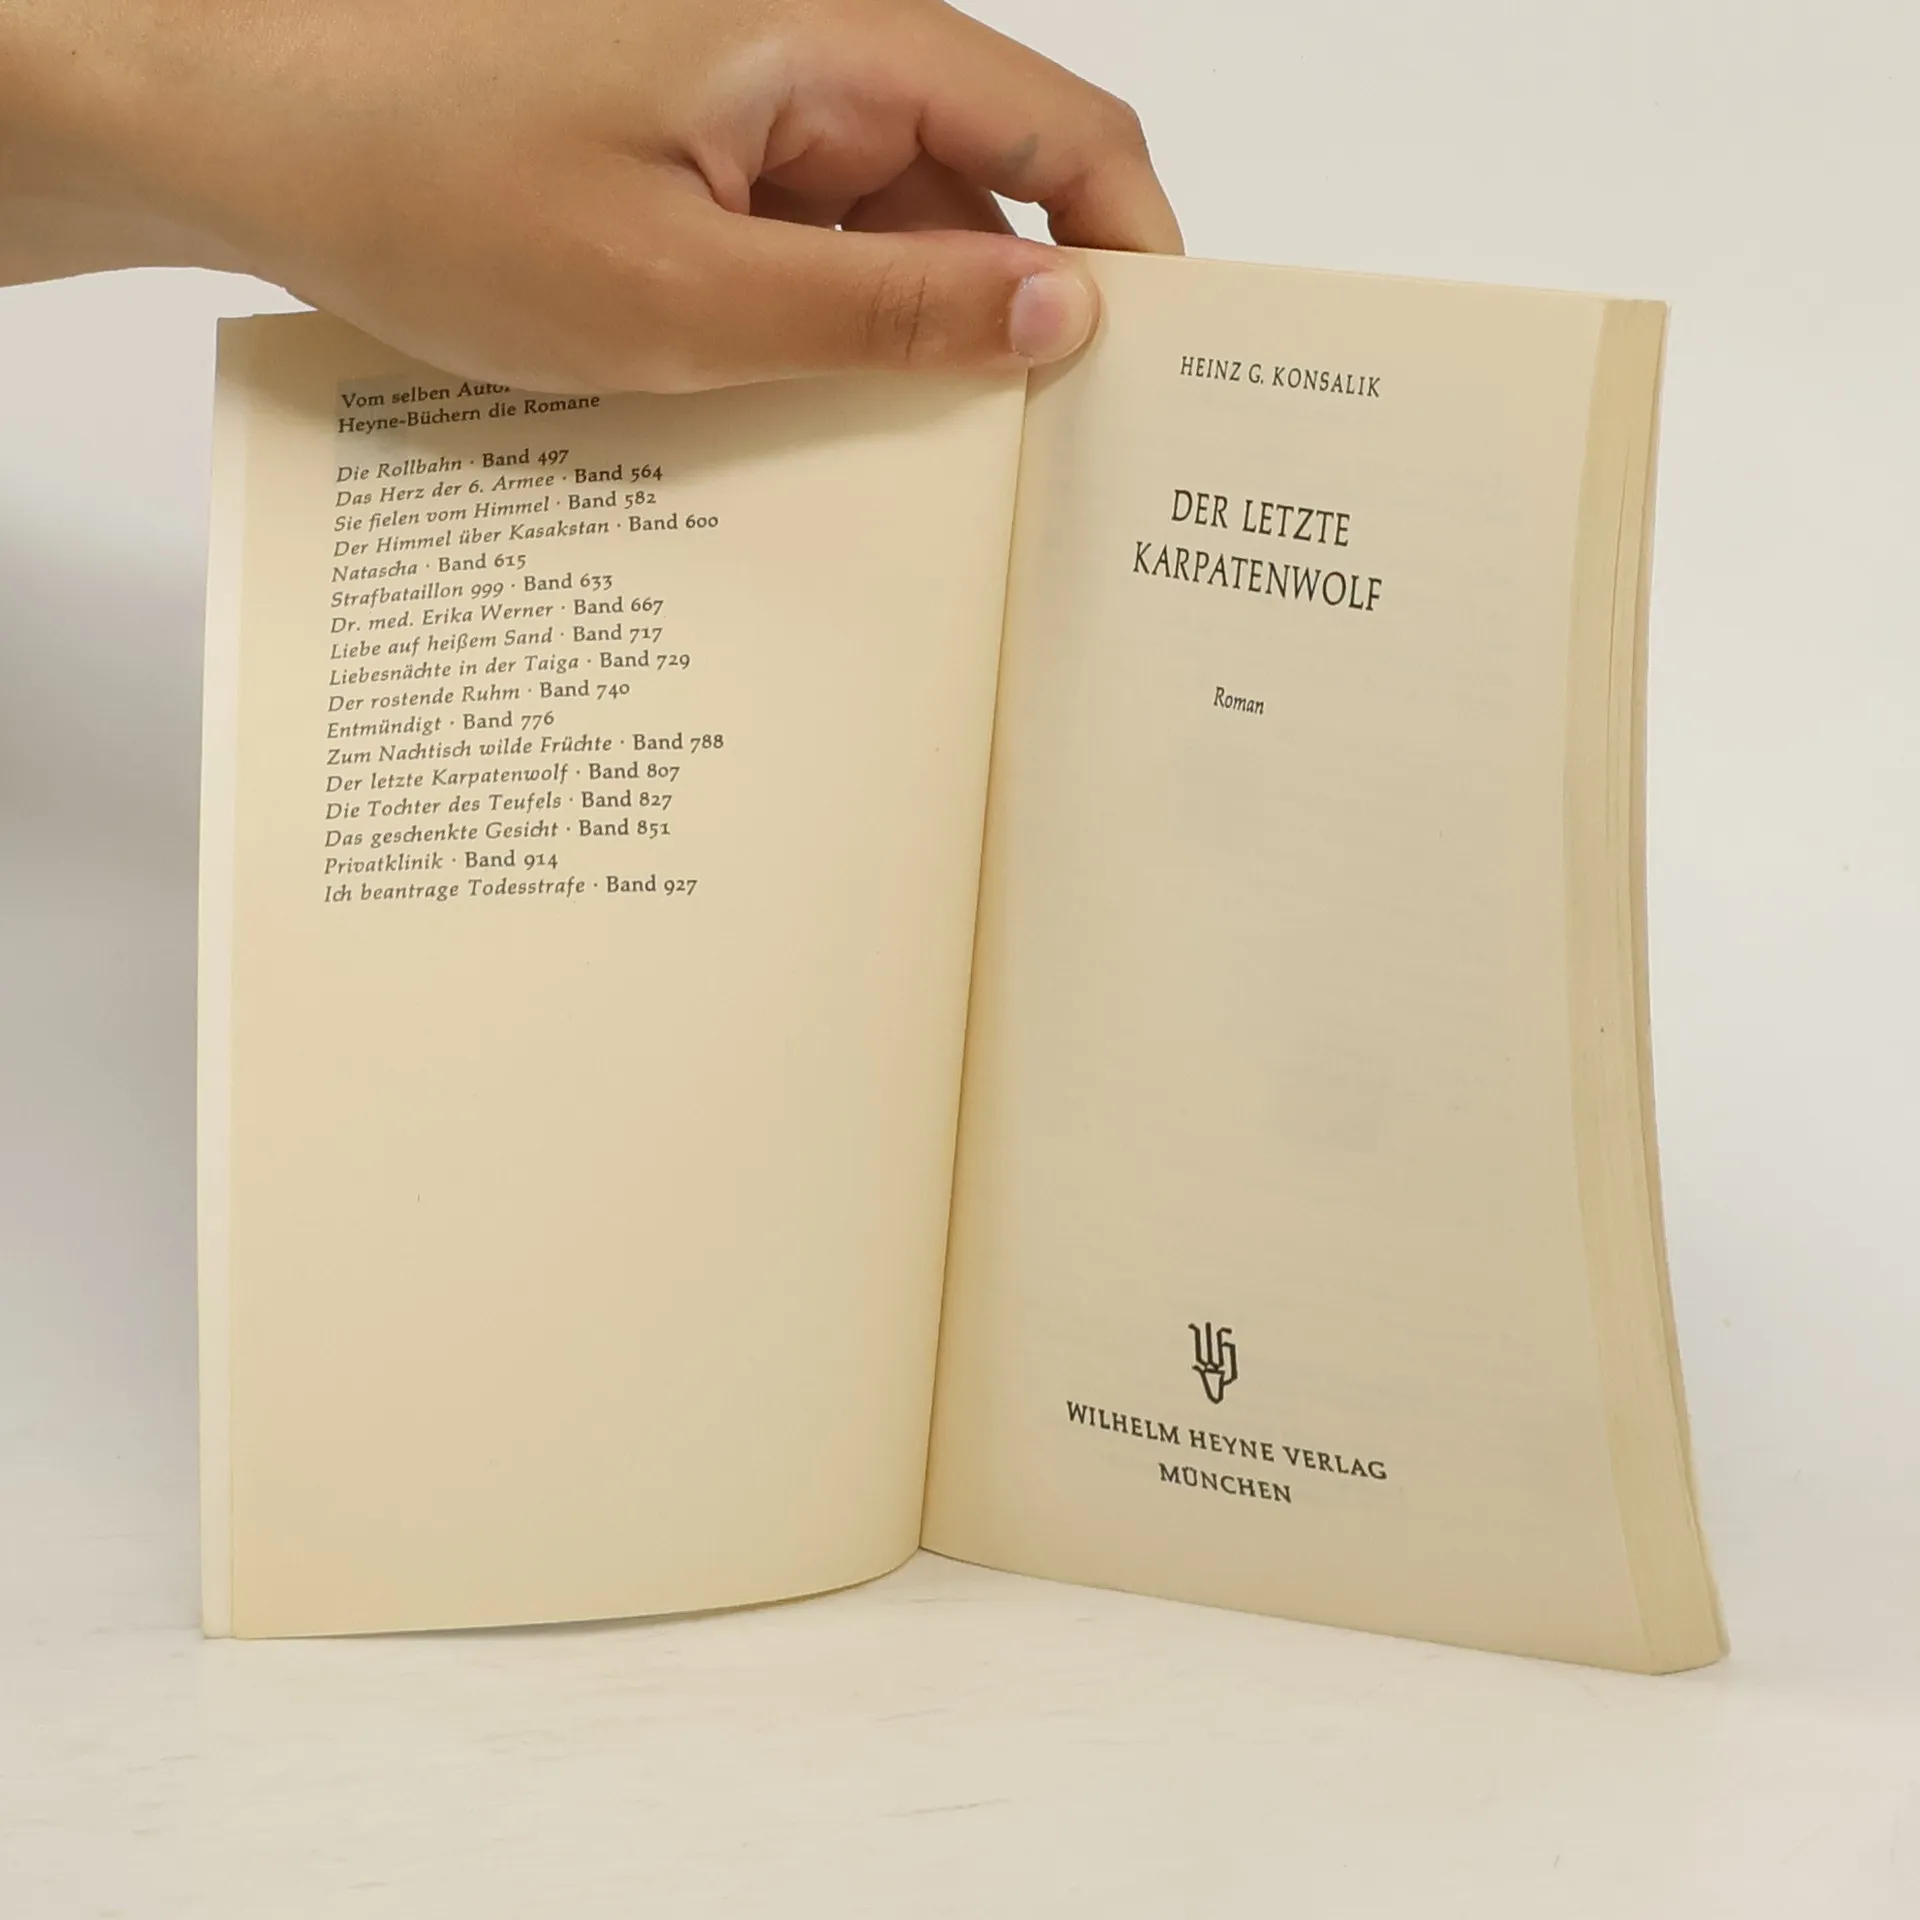 Vom selben Autor
Heyne-Büchern die Romane
Die Rollbahn · Band 497
Das Herz der 6. Armee · Band 564
Sie fielen vom Himmel · Band 582
Der Himmel über Kasakstan · Band 600
Natascha · Band 615
Strafbataillon 999 · Band 633
Dr. med. Erika Werner · Band 667
Liebe auf heißem Sand · Band 717
Liebesnächte in der Taiga · Band 729
Der rostende Ruhm · Band 740
Entmündigt · Band 776
Zum Nachtisch wilde Früchte · Band 788
Der letzte Karpatenwolf · Band 807
Die Tochter des Teufels · Band 827
Das geschenkte Gesicht · Band 851
Privatklinik · Band 914
Ich beantrage Todesstrafe · Band 927
HEINZ G. KONSALIK
DER LETZTE
KARPATENWOLF
Roman
WILHELM HEYNE VERLAG
MÜNCHEN